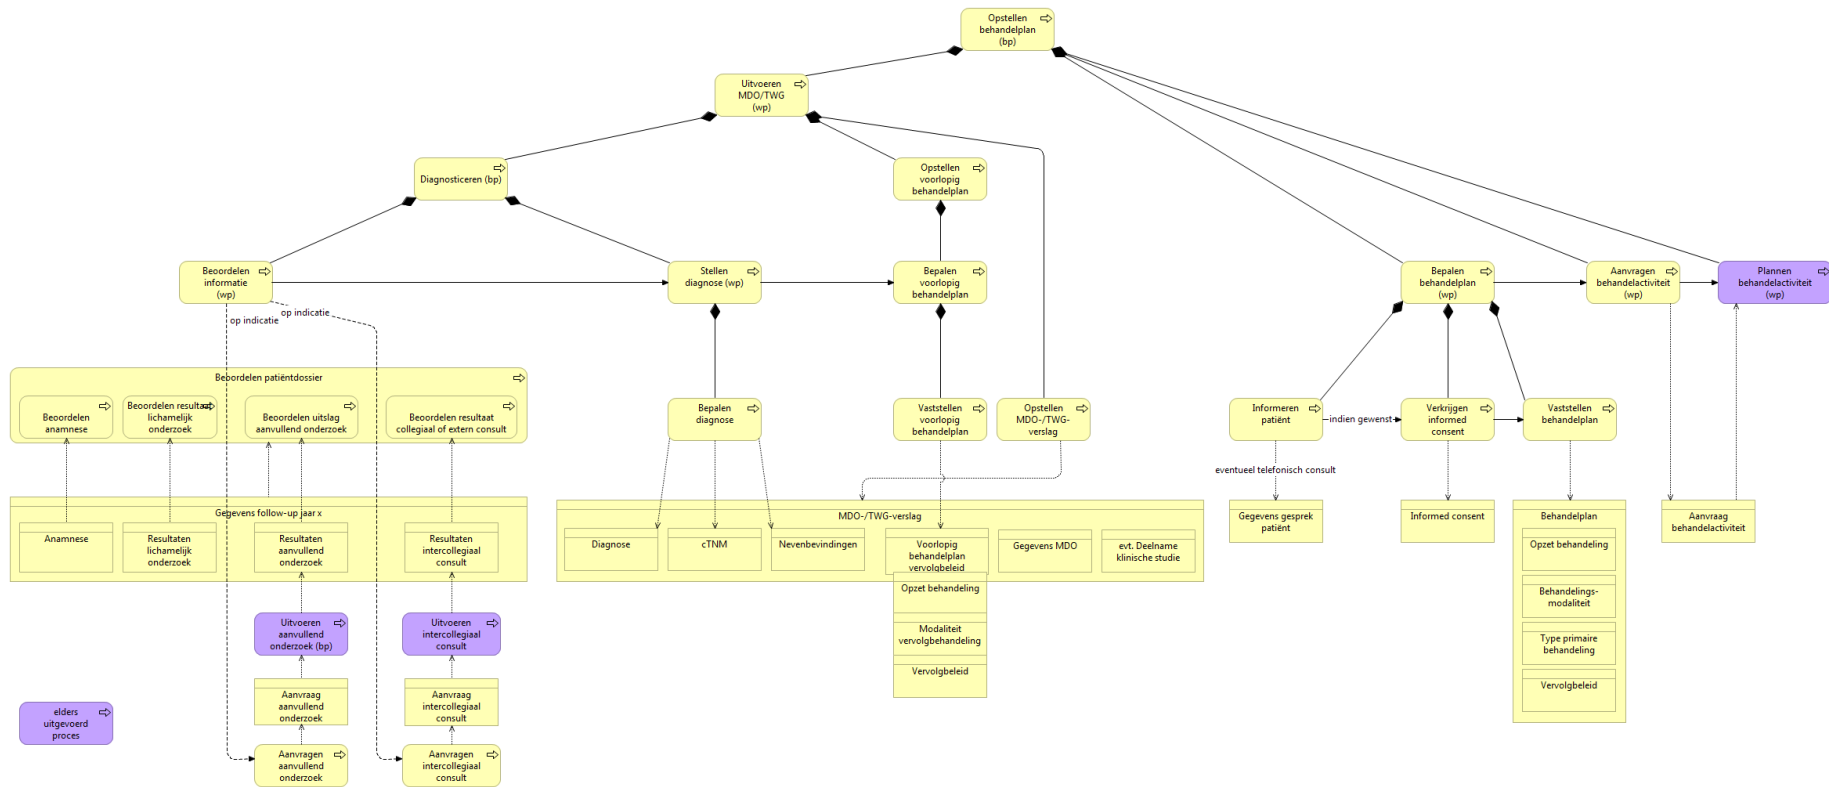 Opstellen
behandelplan
(bp)
Uitvoeren
MDO/TWG
(wp)
Diagnosticeren (bp)
Opstellen
voorlopig
behandelplan
Beoordelen
informatie
(wp)
Stellen
diagnose (wp)
Bepalen
voorlopig
behandelplan
Bepalen
behandelplan
(wp)
Aanvragen
behandelactiviteit
(wp)
Plannen
behandelactiviteit
(wp)
op indicatie
op indicatie
Beoordelen patiëntdossier
Beoordelen
anamnese
Beoordelen resultaat
lichamelijk
onderzoek
Beoordelen uitslag
aanvullend onderzoek
Beoordelen resultaat
collegiaal of extern consult
Bepalen
diagnose
Vaststellen
voorlopig
behandelplan
Opstellen
MDO-/TWG-
verslag
Informeren
patiënt
indien gewenst
Verkrijgen
informed
consent
Vaststellen
behandelplan
eventueel telefonisch consult
Gegevens follow-up jaar x
Anamnese
Resultaten
lichamelijk
onderzoek
Resultaten
aanvullend
onderzoek
Resultaten
intercollegiaal
consult
MDO-/TWG-verslag
Diagnose
cTNM
Nevenbevindingen
Voorlopig
behandelplan
vervolgbeleid
Gegevens MDO
evt. Deelname
klinische studie
Opzet behandeling
Modaliteit
vervolgbehandeling
Vervolgbeleid
Gegevens gesprek
patiënt
Informed consent
Behandelplan
Opzet behandeling
Behandelings-
modaliteit
Type primaire
behandeling
Vervolgbeleid
Aanvraag
behandelactiviteit
Uitvoeren
aanvullend
onderzoek (bp)
Uitvoeren
intercollegiaal
consult
Aanvraag
aanvullend
onderzoek
Aanvraag
intercollegiaal
consult
elders
uitgevoerd
proces
Aanvragen
aanvullend
onderzoek
Aanvragen
intercollegiaal
consult